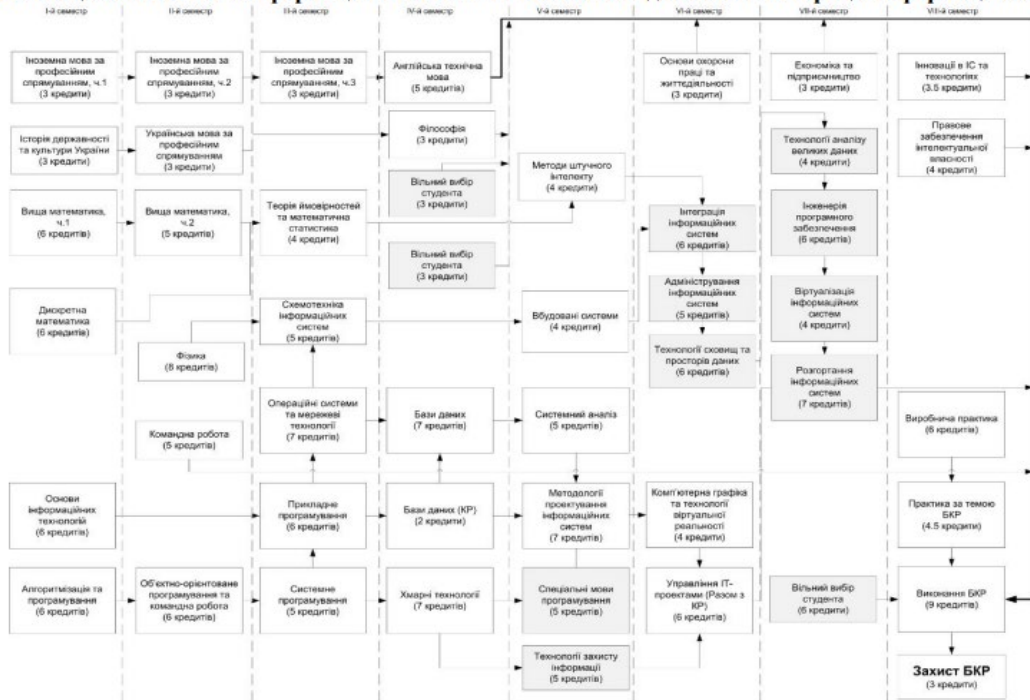 I-й семестр
II-й семестр
III-й семестр
IV-й семестр
V-й семестр
VI-й семестр
VII-й семестр
VIII-й семестр
Іноземна мова за
професійним
спрямуванням, ч.1
(3 кредити)
Іноземна мова за
професійним
спрямуванням, ч.2
(3 кредити)
Іноземна мова за
професійним
спрямуванням, ч.3
(3 кредити)
Англійська технічна
мова
(5 кредитів)
Основи охорони
праці та
життєдіяльності
(3 кредити)
Економіка та
підприємництво
(3 кредити)
Інновації в ІС та
технологіях
(3.5 кредити)
Історія державності
та культури України
(3 кредити)
Українська мова за
професійним
спрямуванням
(3 кредити)
Філософія
(3 кредити)
Технології аналізу
великих даних
(4 кредити)
Правове
забезпечення
інтелектуальної
власності
(4 кредити)
Вільний вибір
студента
(3 кредити)
Методи штучного
інтелекту
(4 кредити)
Вища математика,
ч.1
(6 кредитів)
Вища математика,
ч.2
(5 кредитів)
Теорія ймовірностей
та математична
статистика
(4 кредити)
Вільний вибір
студента
(3 кредити)
Інтеграція
інформаційних
систем
(6 кредитів)
Інженерія
програмного
забезпечення
(6 кредитів)
Дискретна
математика
(6 кредитів)
Фізика
(8 кредитів)
Схемотехніка
інформаційних
систем
(5 кредитів)
Вбудовані системи
(4 кредити)
Адміністрування
інформаційних
систем
(5 кредитів)
Віртуалізація
інформаційних
систем
(4 кредити)
Технології сховищ та
просторів даних
(6 кредитів)
Розгортання
інформаційних
систем
(7 кредитів)
Командна робота
(5 кредитів)
Операційні системи
та мережеві
технології
(7 кредитів)
Бази даних
(7 кредитів)
Системний аналіз
(5 кредитів)
Виробнича практика
(6 кредитів)
Основи
інформаційних
технологій
(6 кредитів)
Прикладне
програмування
(6 кредитів)
Бази даних (КР)
(2 кредити)
Методології
проектування
інформаційних
систем
(7 кредитів)
Комп'ютерна графіка
та технології
віртуальної
реальності
(4 кредити)
Практика за темою
БКР
(4.5 кредити)
Алгоритмізація та
програмування
(6 кредитів)
Об'єктно-орієнтоване
програмування та
командна робота
(6 кредитів)
Системне
програмування
(5 кредитів)
Хмарні технології
(7 кредитів)
Спеціальні мови
програмування
(5 кредитів)
Управління ІТ-
проектами (Разом з
КР)
(6 кредитів)
Вільний вибір
студента
(6 кредити)
Виконання БКР
(9 кредитів)
Технології захисту
інформації
(5 кредитів)
Захист БКР
(3 кредити)